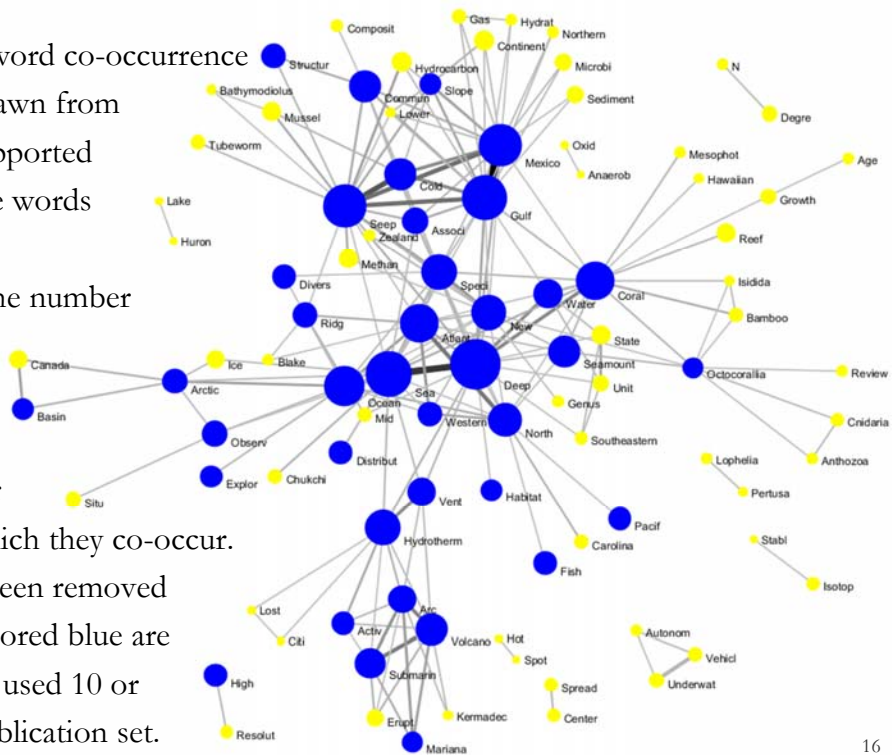 word co-occurrence
awn from
pported
e words
ne number
.
hich they co-occur.
een removed
ored blue are
used 10 or
blication set.
Composit
Structur
Gas
Hydrat
Northern
Continent
Hydrocarbon
Microbi
Bathymodiolus
Commun
Slope
Sediment
Mussel
Lower
Tubeworm
Mexico
Oxid
Anaerob
N
Degre
Mesophot
Hawaiian
Age
Growth
Cold
Gulf
Lake
Huron
Seep
Associ
Zealand
Reef
Methan
Speci
Divers
Coral
Isidida
Water
Bamboo
Ridg
Atlant
New
State
Seamount
Canada
Ice
Blake
Arctic
Ocean
Sea
Deep
Unit
Octocorallia
Review
Basin
Mid
Western
Genus
Cnidaria
Observ
North
Southeastern
Distribut
Anthozoa
Lophelia
Explor
Chukchi
Pertusa
Situ
Vent
Habitat
Pacif
Hydrotherm
Carolina
Stabl
Fish
Isotop
Lost
Arc
Citi
Activ
Volcano
Hot
Spot
Autonom
Vehicl
Submarin
Underwat
High
Spread
Center
Erupt
Kermadec
Resolut
Mariana
16